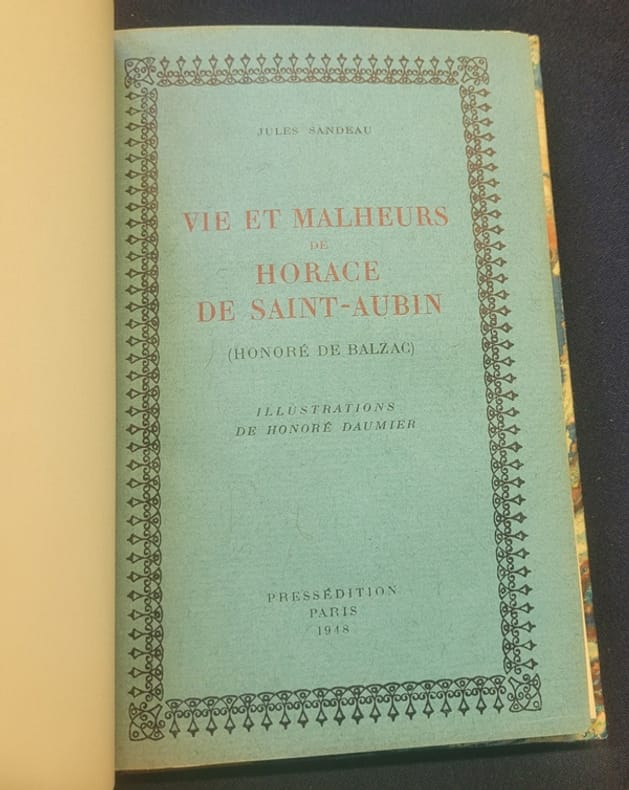 JULES SANDEAU
VIE ET MALHEURS
DE
HORACE
DE SAINT-AUBIN
(HONORÉ DE BALZAC)
ILLUSTRATIONS
DE HONORÉ DAUMIER
PRESSÉDITION
PARIS
1948